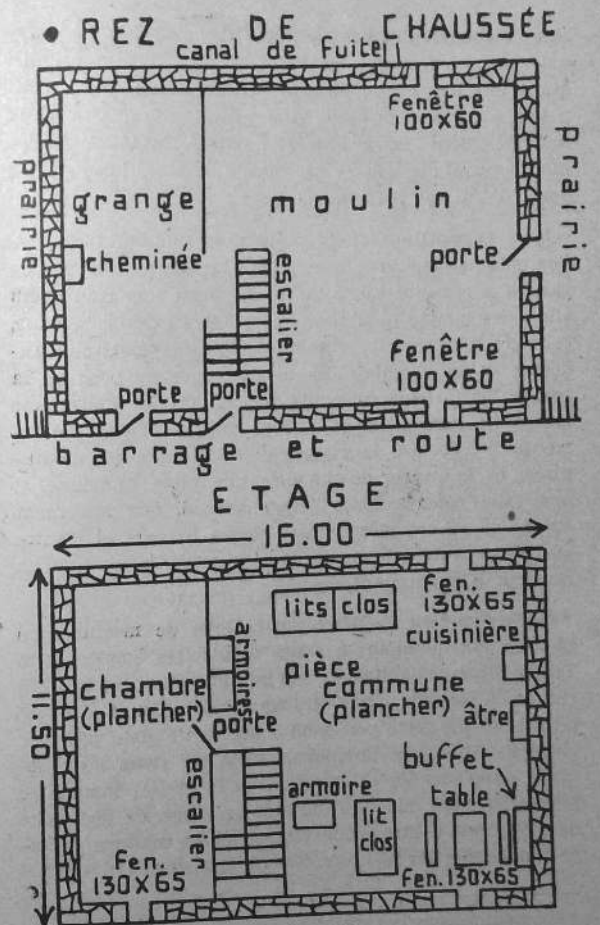 • REZ DE CHAUSSÉE
canal de fuite
fenêtre
100X60
prairie
prairie
grange
moulin
cheminée
escalier
porte
fenêtre
100X60
porte
porte
barrage et route
ETAGE
16.00
11.50
fen.
130X65
lits clos
cuisinière
armoires
pièce
commune
(plancher)
chambre
(plancher)
porte
âtre
buffet
escalier
armoire
table
lit
clos
fen.
130X65
fen. 130X65